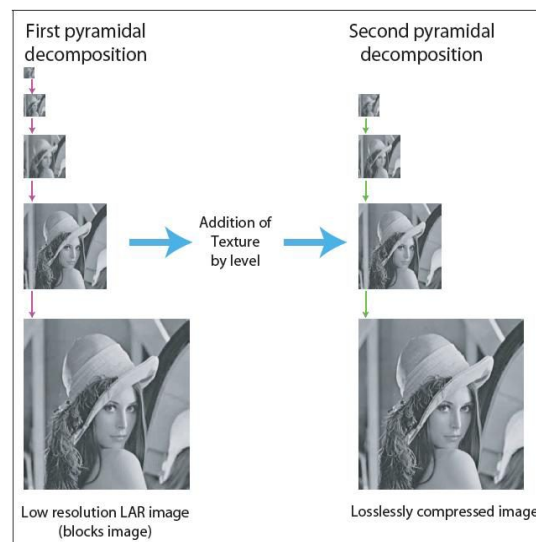 First pyramidal
decomposition
Second pyramidal
decomposition
Addition of
Texture
by level
Low resolution LAR image
(blocks image)
Losslessly compressed image